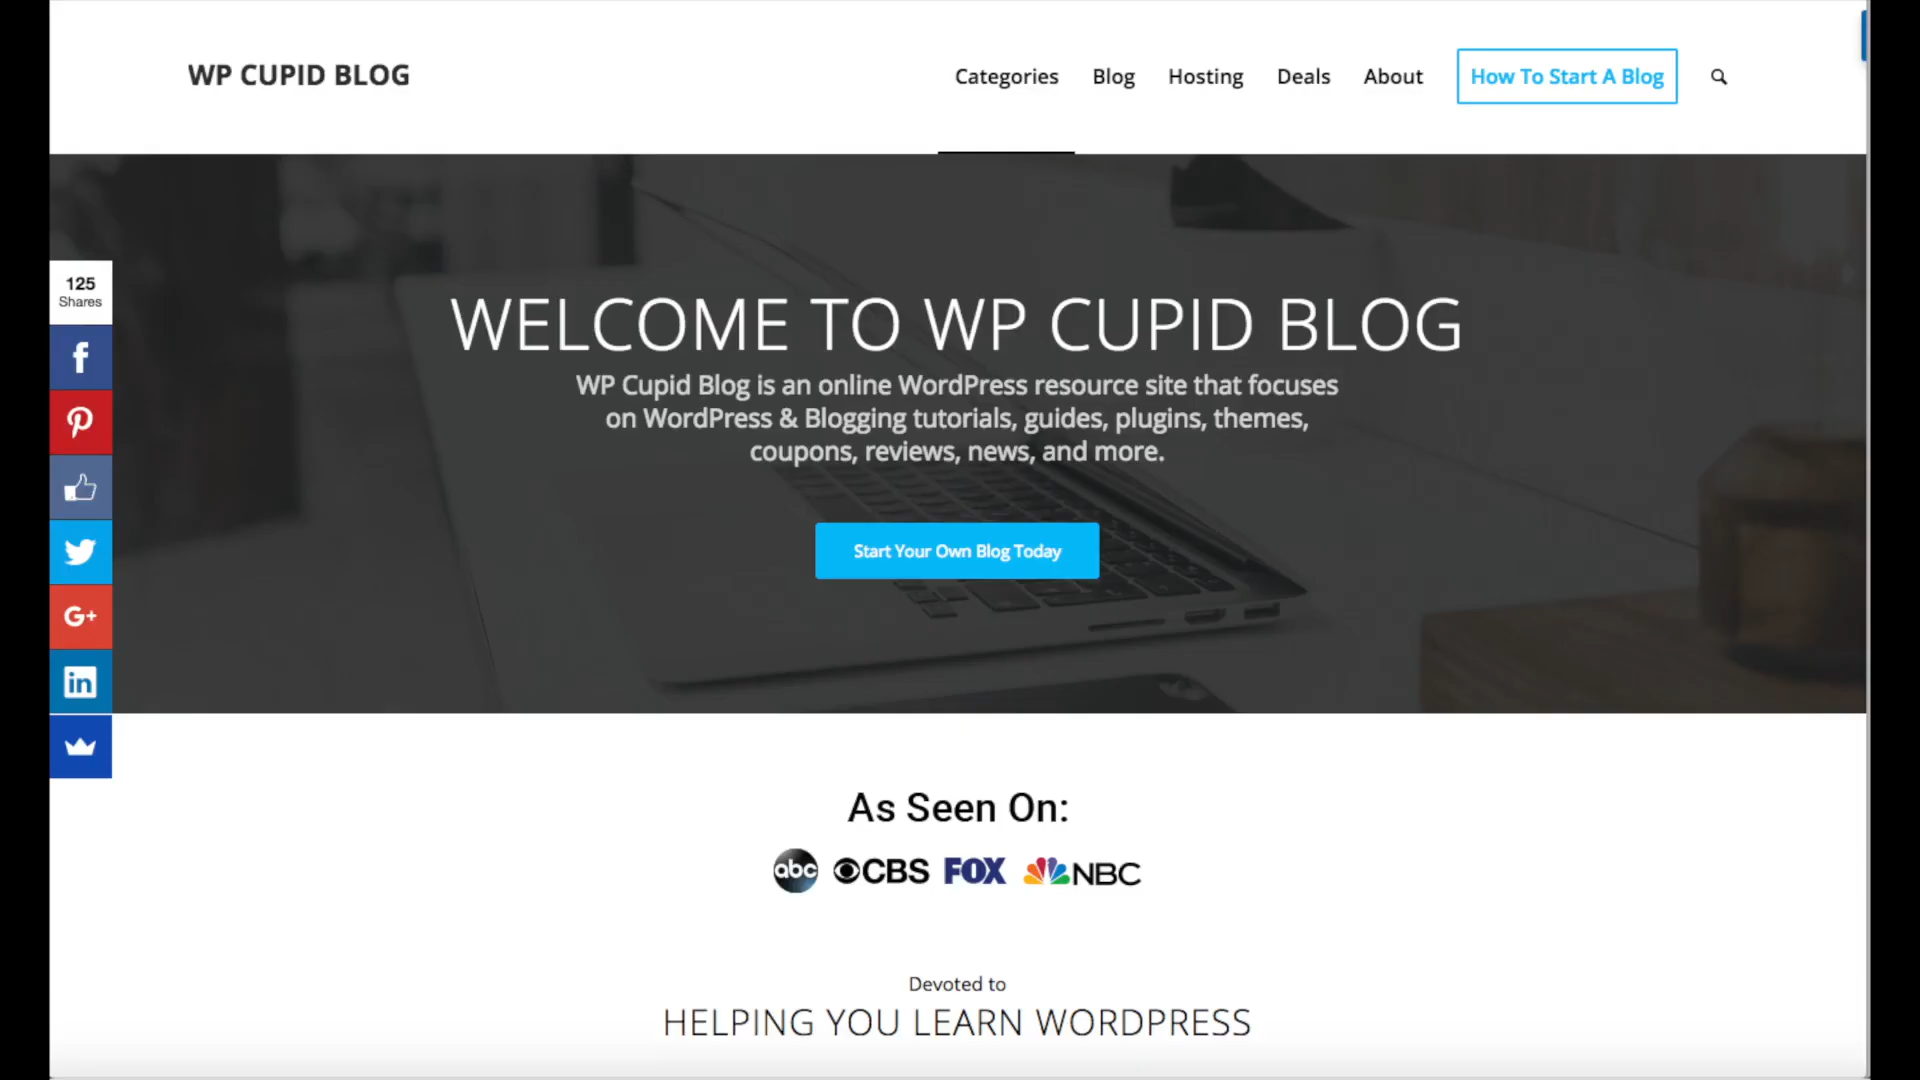 WP CUPID BLOG
Categories Blog Hosting Deals About How To Start A Blog
125
Shares
WELCOME TO WP CUPID BLOG
WP Cupid Blog is an online WordPress resource site that focuses
on WordPress & Blogging tutorials, guides, plugins, themes,
coupons, reviews, news, and more.
Start Your Own Blog Today
G+
in
As Seen On:
abc CBS FOX NBC
Devoted to
HELPING YOU LEARN WORDPRESS